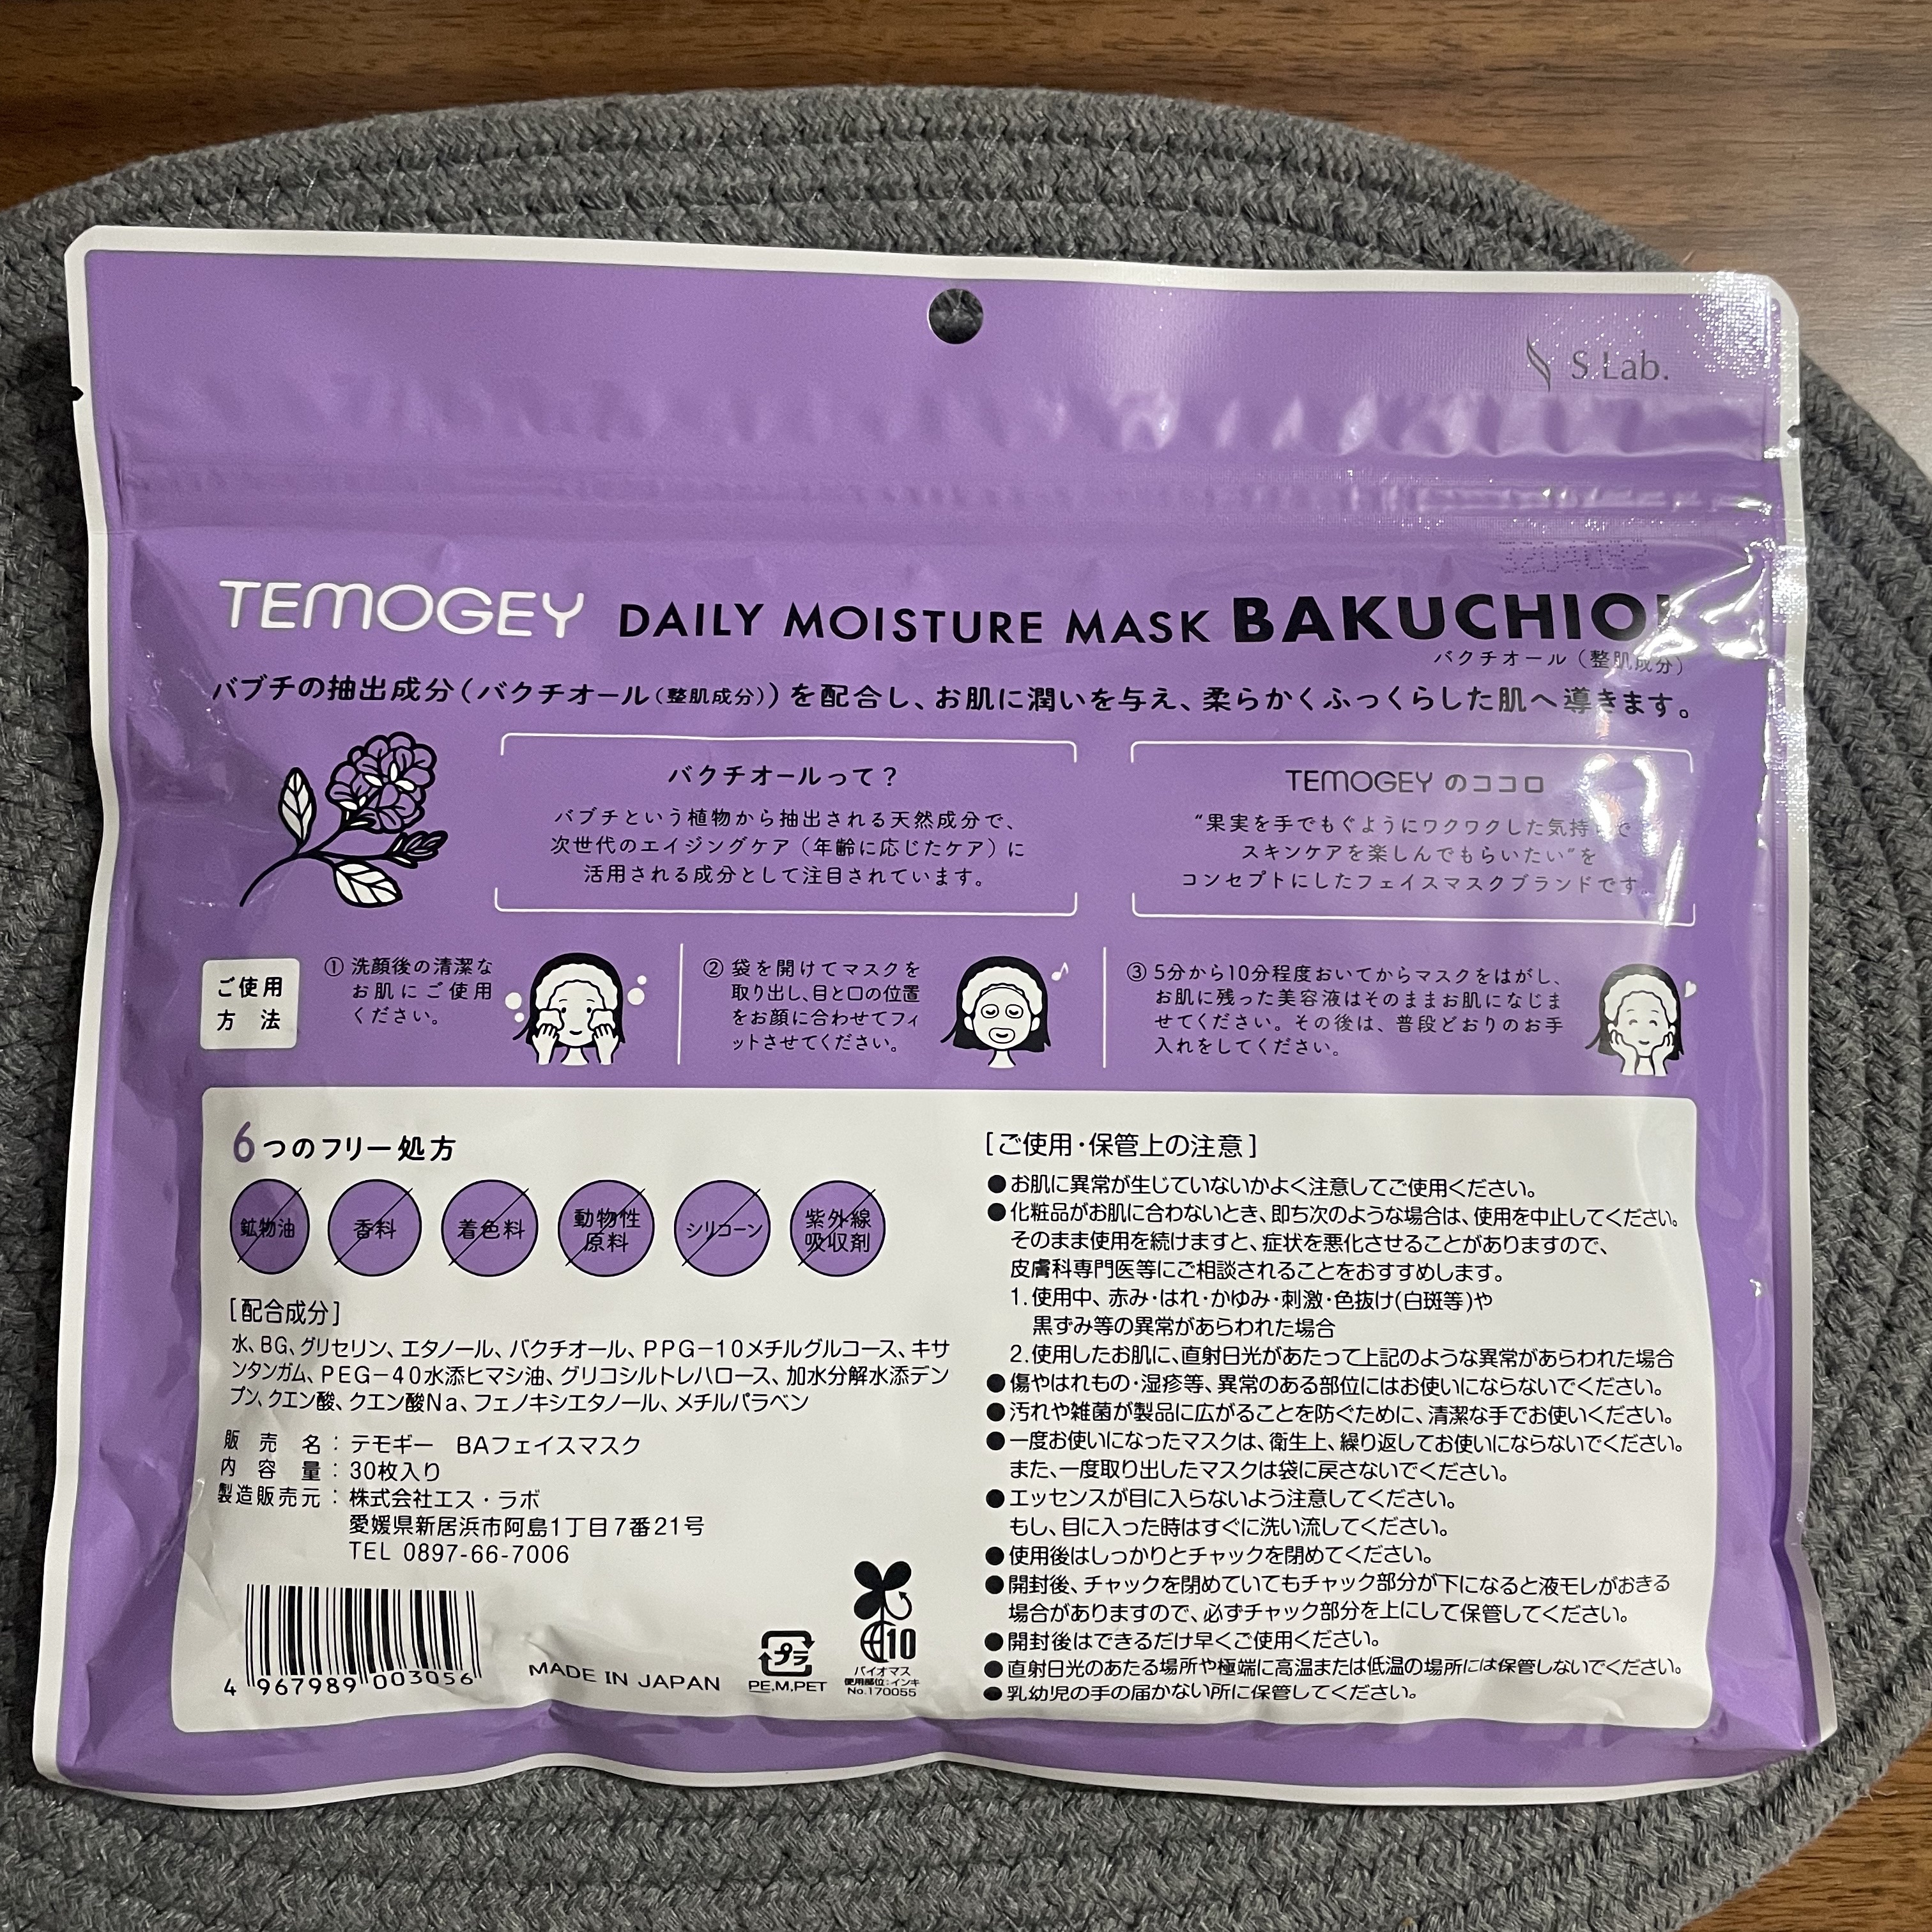 S Lab.
TEMOGEY DAILY MOISTURE MASK BAKUCHIOL
バクチオール（整肌成分）
バブチの抽出成分（バクチオール（整肌成分））を配合し、お肌に潤いを与え、柔らかくふっくらした肌へ導きます。
バクチオールって？
バブチという植物から抽出される天然成分で、
次世代のエイジングケア（年齢に応じたケア）に
活用される成分として注目されています。
TEMOGEY のココロ
“果実を手でもぐようにワクワクした気持ちで
スキンケアを楽しんでもらいたい”を
コンセプトにしたフェイスマスクブランドです。
ご使用
方 法
① 洗顔後の清潔な
お肌にご使用
ください。
② 袋を開けてマスクを
取り出し、目と口の位置
をお顔に合わせてフィ
ットさせてください。
③ 5分から10分程度おいてからマスクをはがし、
お肌に残った美容液はそのままお肌になじま
せてください。その後は、普段どおりのお手
入れをしてください。
6つのフリー処方
鉱物油
香料
着色料
動物性
原料
シリコーン
紫外線
吸収剤
[配合成分]
水、BG、グリセリン、エタノール、バクチオール、PPG－10メチルグルコース、キサ
ンタンガム、PEG－40水添ヒマシ油、グリコシルトレハロース、加水分解水添デン
プン、クエン酸、クエン酸Na、フェノキシエタノール、メチルパラベン
販 売 名：テモギー BAフェイスマスク
内 容 量：30枚入り
製造販売元：株式会社エス・ラボ
愛媛県新居浜市阿島1丁目7番21号
TEL 0897-66-7006
4 967989 003056
MADE IN JAPAN
プラ
PE,M,PET
10
バイオマス
使用部位：インキ
No.170055
[ご使用・保管上の注意]
●お肌に異常が生じていないかよく注意してご使用ください。
●化粧品がお肌に合わないとき、即ち次のような場合は、使用を中止してください。
そのまま使用を続けますと、症状を悪化させることがありますので、
皮膚科専門医等にご相談されることをおすすめします。
1.使用中、赤み・はれ・かゆみ・刺激・色抜け(白斑等)や
黒ずみ等の異常があらわれた場合
2.使用したお肌に、直射日光があたって上記のような異常があらわれた場合
●傷やはれもの・湿疹等、異常のある部位にはお使いにならないでください。
●汚れや雑菌が製品に広がることを防ぐために、清潔な手でお使いください。
●一度お使いになったマスクは、衛生上、繰り返してお使いにならないでください。
また、一度取り出したマスクは袋に戻さないでください。
●エッセンスが目に入らないよう注意してください。
もし、目に入った時はすぐに洗い流してください。
●使用後はしっかりとチャックを閉めてください。
●開封後、チャックを閉めていてもチャック部分が下になると液モレがおきる
場合がありますので、必ずチャック部分を上にして保管してください。
●開封後はできるだけ早くご使用ください。
●直射日光のあたる場所や極端に高温または低温の場所には保管しないでください。
●乳幼児の手の届かない所に保管してください。